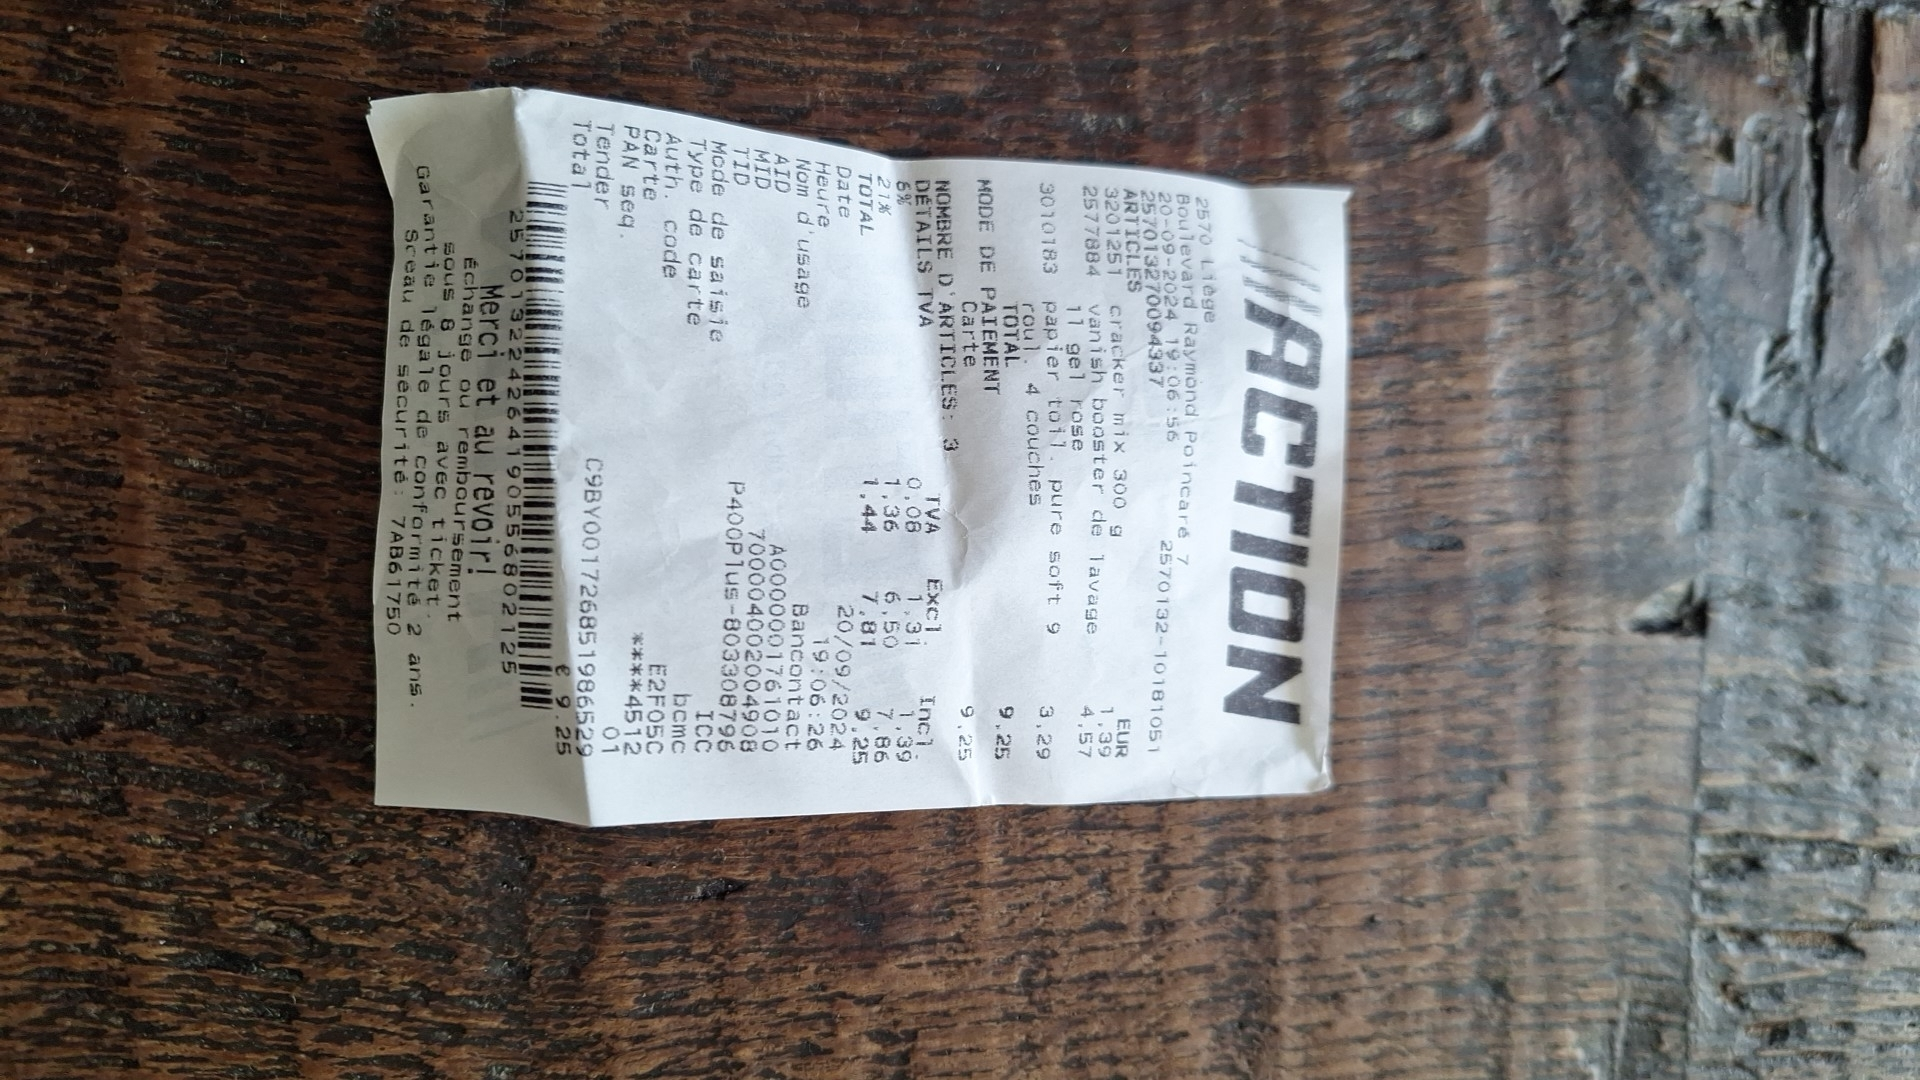 ACTION
2570 Liège
Boulevard Raymond Poincaré 7
20-09-2024 19:06:56 2570132-10181051
257013270094337
ARTICLES EUR
3201251 cracker mix 300 g 1,39
2577884 vanish booster de lavage 4,57
1l gel rose
3010183 papier toil. pure soft 9 3,29
roul. 4 couches
TOTAL 9,25
MODE DE PAIEMENT
Carte 9,25
NOMBRE D'ARTICLES: 3
DÉTAILS TVA TVA Excl. Incl.
6% 0,08 1,31 1,39
21% 1,36 6,50 7,86
TOTAL 1,44 7,81 9,25
Date 20/09/2024
Heure 19:06:26
Nom d'usage Bancontact
AID A0000001761010
MID 700004002004908
TID P400Plus-803308796
Mode de saisie ICC
Type de carte bcmc
Auth. code E2F05C
Carte ****4512
PAN seq. 01
Tender C9BY001726851986529
Total € 9.25
257013224264190556802125
Merci et au revoir!
Échange ou remboursement
sous 8 jours avec ticket.
Garantie légale de conformité 2 ans.
Sceau de sécurité: 7AB61750